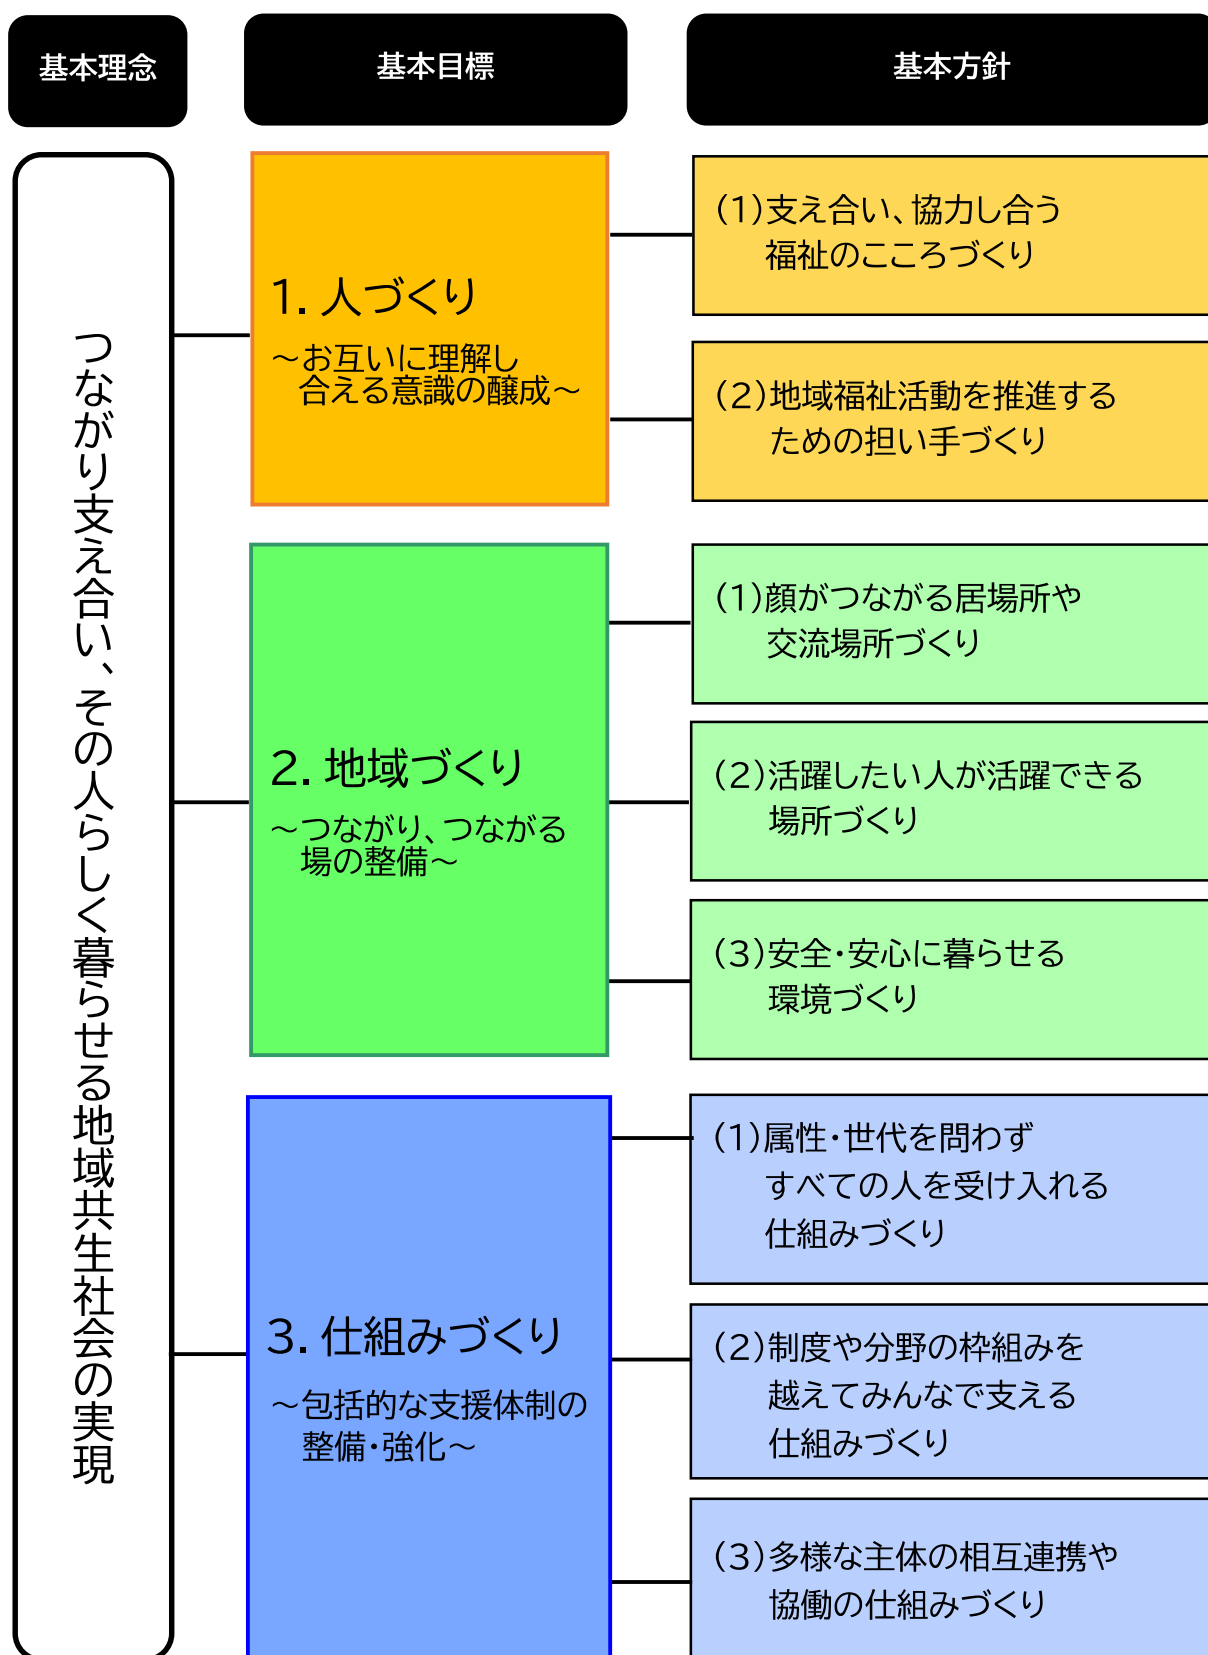 基本理念
基本目標
基本方針
つながり支え合い、その人らしく暮らせる地域共生社会の実現
1. 人づくり
～お互いに理解し
合える意識の醸成～
(1)支え合い、協力し合う
福祉のこころづくり
(2)地域福祉活動を推進する
ための担い手づくり
2. 地域づくり
～つながり、つながる
場の整備～
(1)顔がつながる居場所や
交流場所づくり
(2)活躍したい人が活躍できる
場所づくり
(3)安全・安心に暮らせる
環境づくり
3. 仕組みづくり
～包括的な支援体制の
整備・強化～
(1)属性・世代を問わず
すべての人を受け入れる
仕組みづくり
(2)制度や分野の枠組みを
越えてみんなで支える
仕組みづくり
(3)多様な主体の相互連携や
協働の仕組みづくり